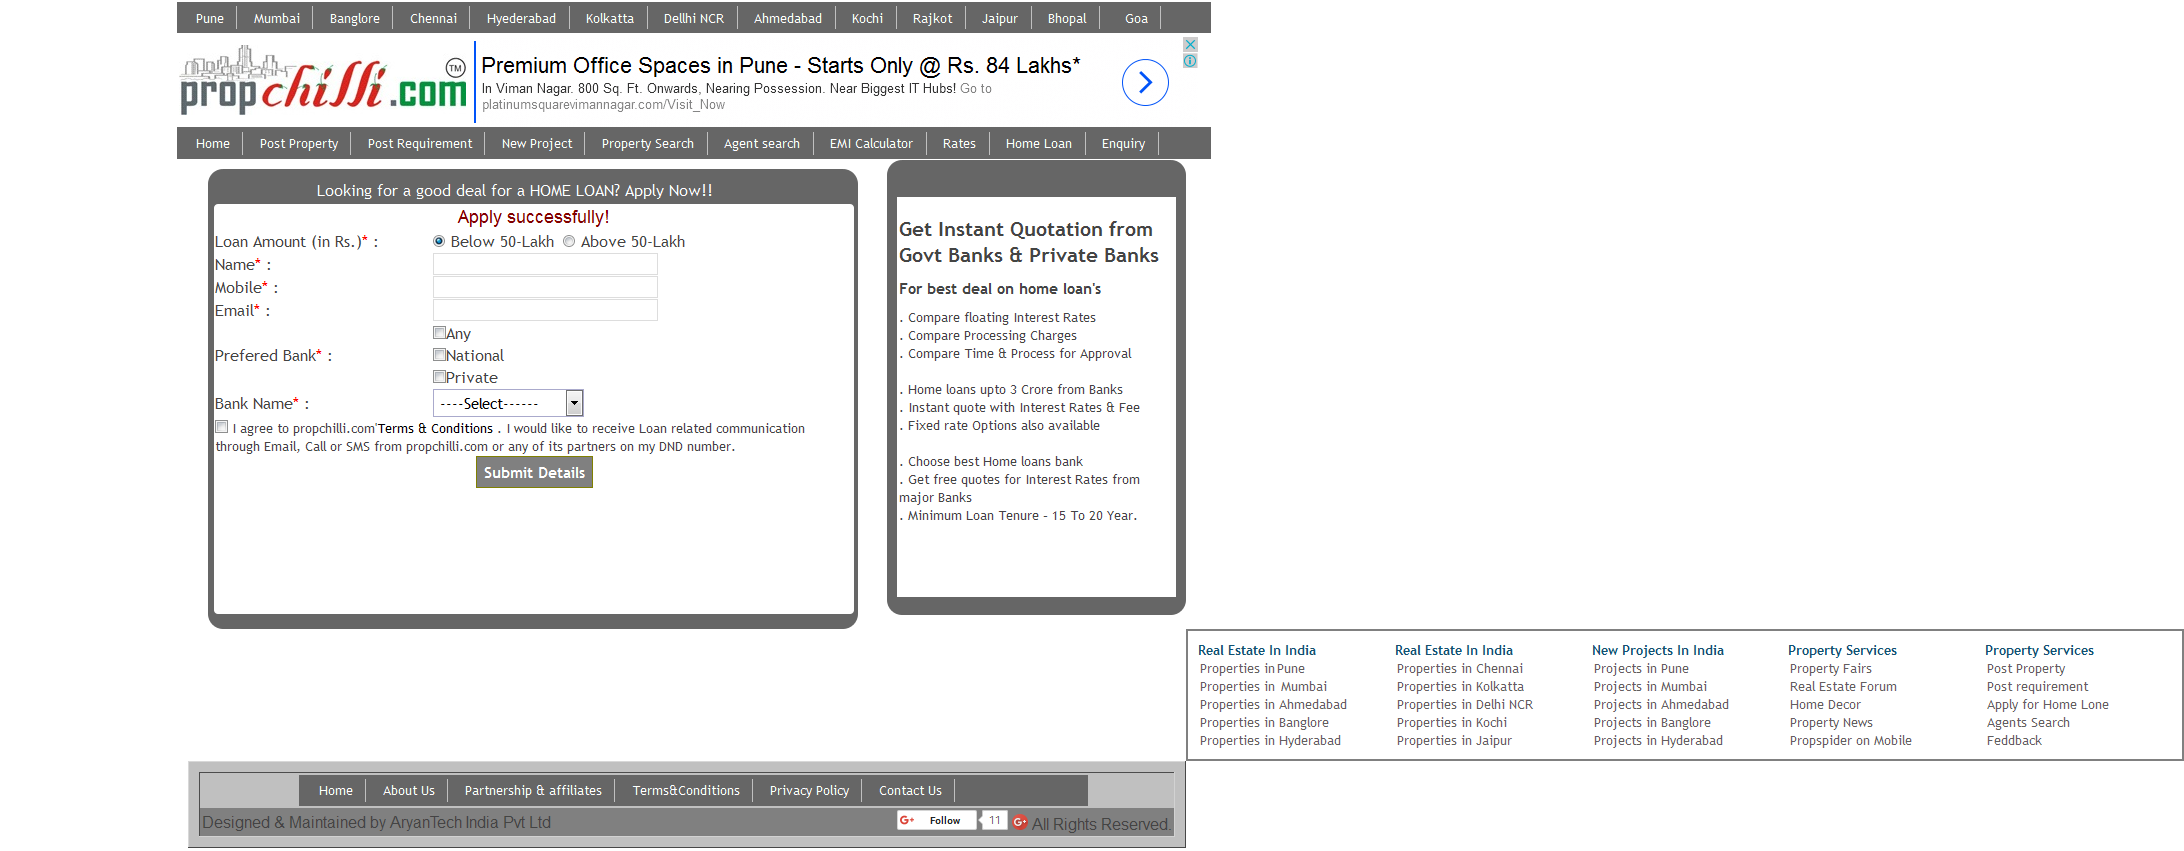 Pune Mumbai Banglore Chennai Hyederabad Kolkatta Dellhi NCR Ahmedabad Kochi Rajkot Jaipur Bhopal Goa
propchilli.com TM
Premium Office Spaces in Pune - Starts Only @ Rs. 84 Lakhs*
In Viman Nagar. 800 Sq. Ft. Onwards, Nearing Possession. Near Biggest IT Hubs! Go to
platinumsquarevimannagar.com/Visit_Now
Home Post Property Post Requirement New Project Property Search Agent search EMI Calculator Rates Home Loan Enquiry
Looking for a good deal for a HOME LOAN? Apply Now!!
Apply successfully!
Loan Amount (in Rs.)* : Below 50-Lakh Above 50-Lakh
Name* :
Mobile* :
Email* :
Any
Prefered Bank* : National
Private
Bank Name* : ----Select------
I agree to propchilli.com'Terms & Conditions . I would like to receive Loan related communication
through Email, Call or SMS from propchilli.com or any of its partners on my DND number.
Submit Details
Get Instant Quotation from
Govt Banks & Private Banks
For best deal on home loan's
. Compare floating Interest Rates
. Compare Processing Charges
. Compare Time & Process for Approval
. Home loans upto 3 Crore from Banks
. Instant quote with Interest Rates & Fee
. Fixed rate Options also available
. Choose best Home loans bank
. Get free quotes for Interest Rates from
major Banks
. Minimum Loan Tenure - 15 To 20 Year.
Real Estate In India
Properties in Pune
Properties in Mumbai
Properties in Ahmedabad
Properties in Banglore
Properties in Hyderabad
Real Estate In India
Properties in Chennai
Properties in Kolkatta
Properties in Delhi NCR
Properties in Kochi
Properties in Jaipur
New Projects In India
Projects in Pune
Projects in Mumbai
Projects in Ahmedabad
Projects in Banglore
Projects in Hyderabad
Property Services
Property Fairs
Real Estate Forum
Home Decor
Property News
Propspider on Mobile
Property Services
Post Property
Post requirement
Apply for Home Lone
Agents Search
Feddback
Home About Us Partnership & affiliates Terms&Conditions Privacy Policy Contact Us
Designed & Maintained by AryanTech India Pvt Ltd G+ Follow 11 G+ All Rights Reserved.